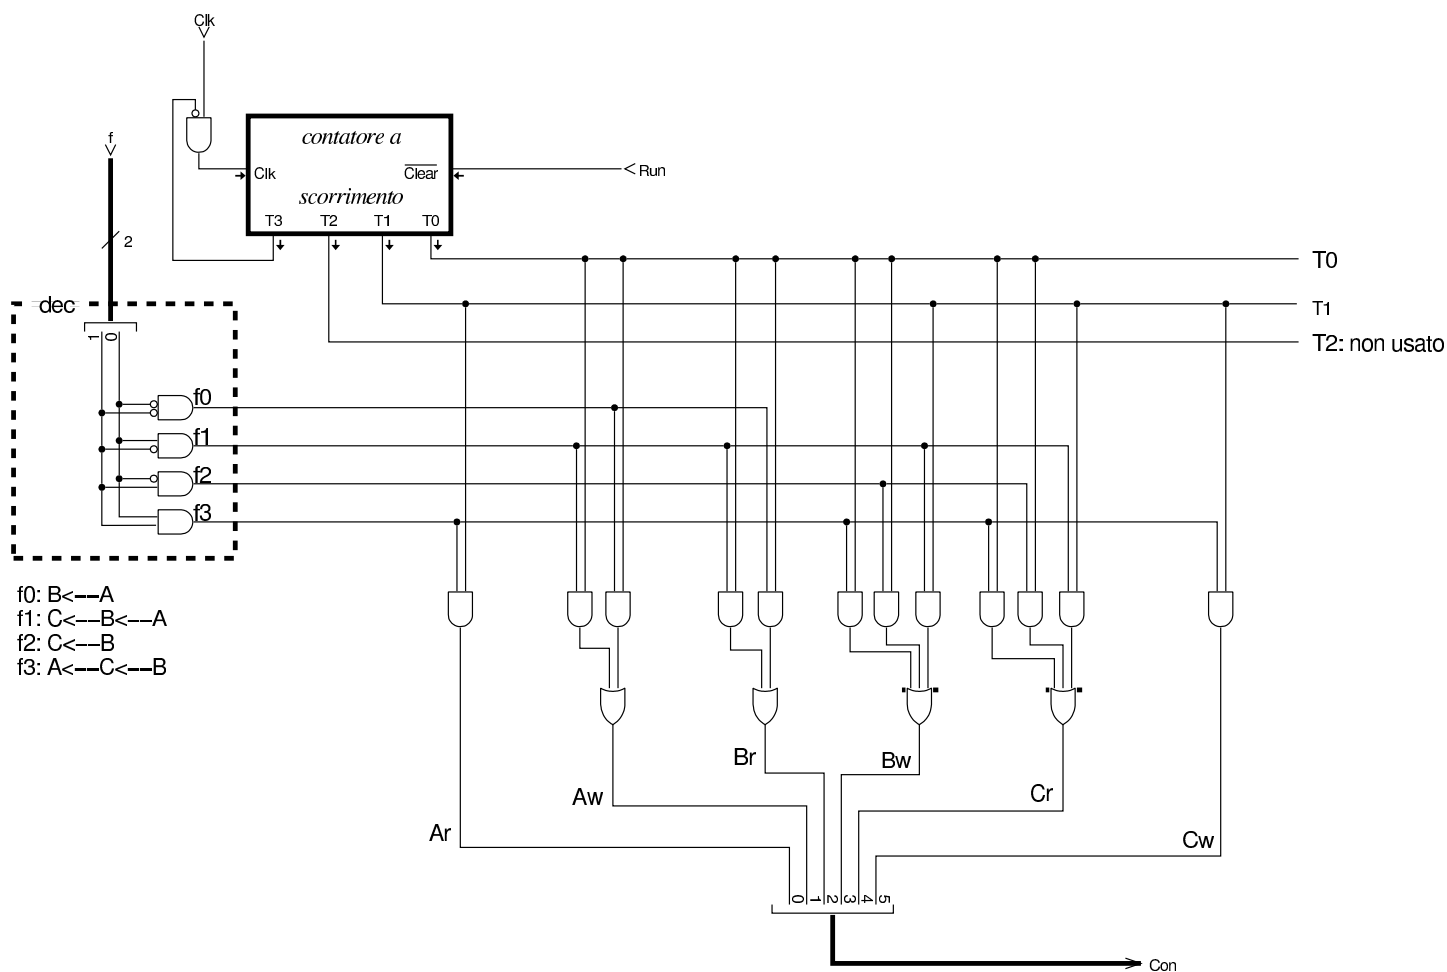 Clk
f
2
contatore a
Clk
Clear
scorrimento
T3 T2 T1 T0
Run
T0
T1
T2: non usato
dec
1 0
f0
f1
f2
f3
f0: B<--A
f1: C<--B<--A
f2: C<--B
f3: A<--C<--B
Br
Bw
Aw
Cr
Ar
Cw
0 1 2 3 4 5
Con